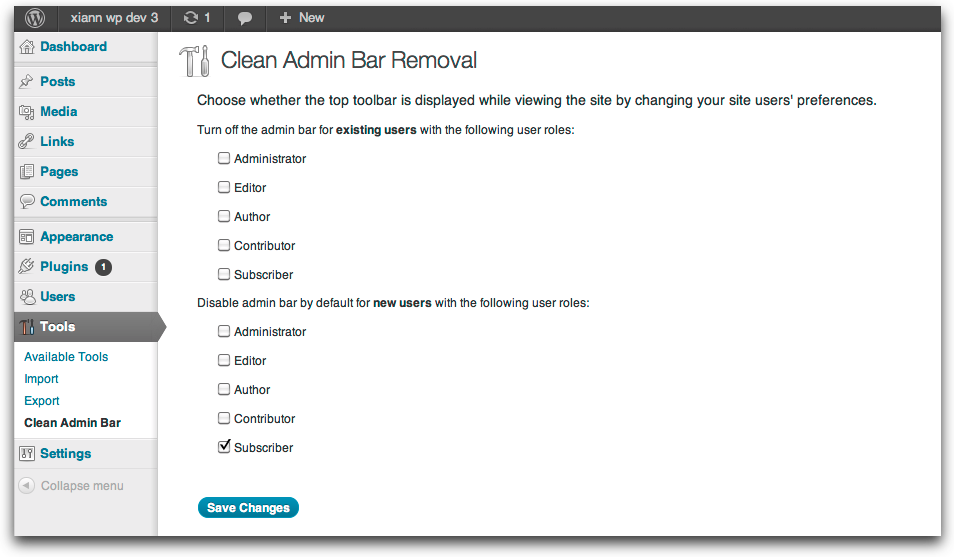 xiann wp dev 3 1 New
Dashboard
Posts
Media
Links
Pages
Comments
Appearance
Plugins 1
Users
Tools
Available Tools
Import
Export
Clean Admin Bar
Settings
Collapse menu
Clean Admin Bar Removal
Choose whether the top toolbar is displayed while viewing the site by changing your site users' preferences.
Turn off the admin bar for existing users with the following user roles:
Administrator
Editor
Author
Contributor
Subscriber
Disable admin bar by default for new users with the following user roles:
Administrator
Editor
Author
Contributor
Subscriber
Save Changes